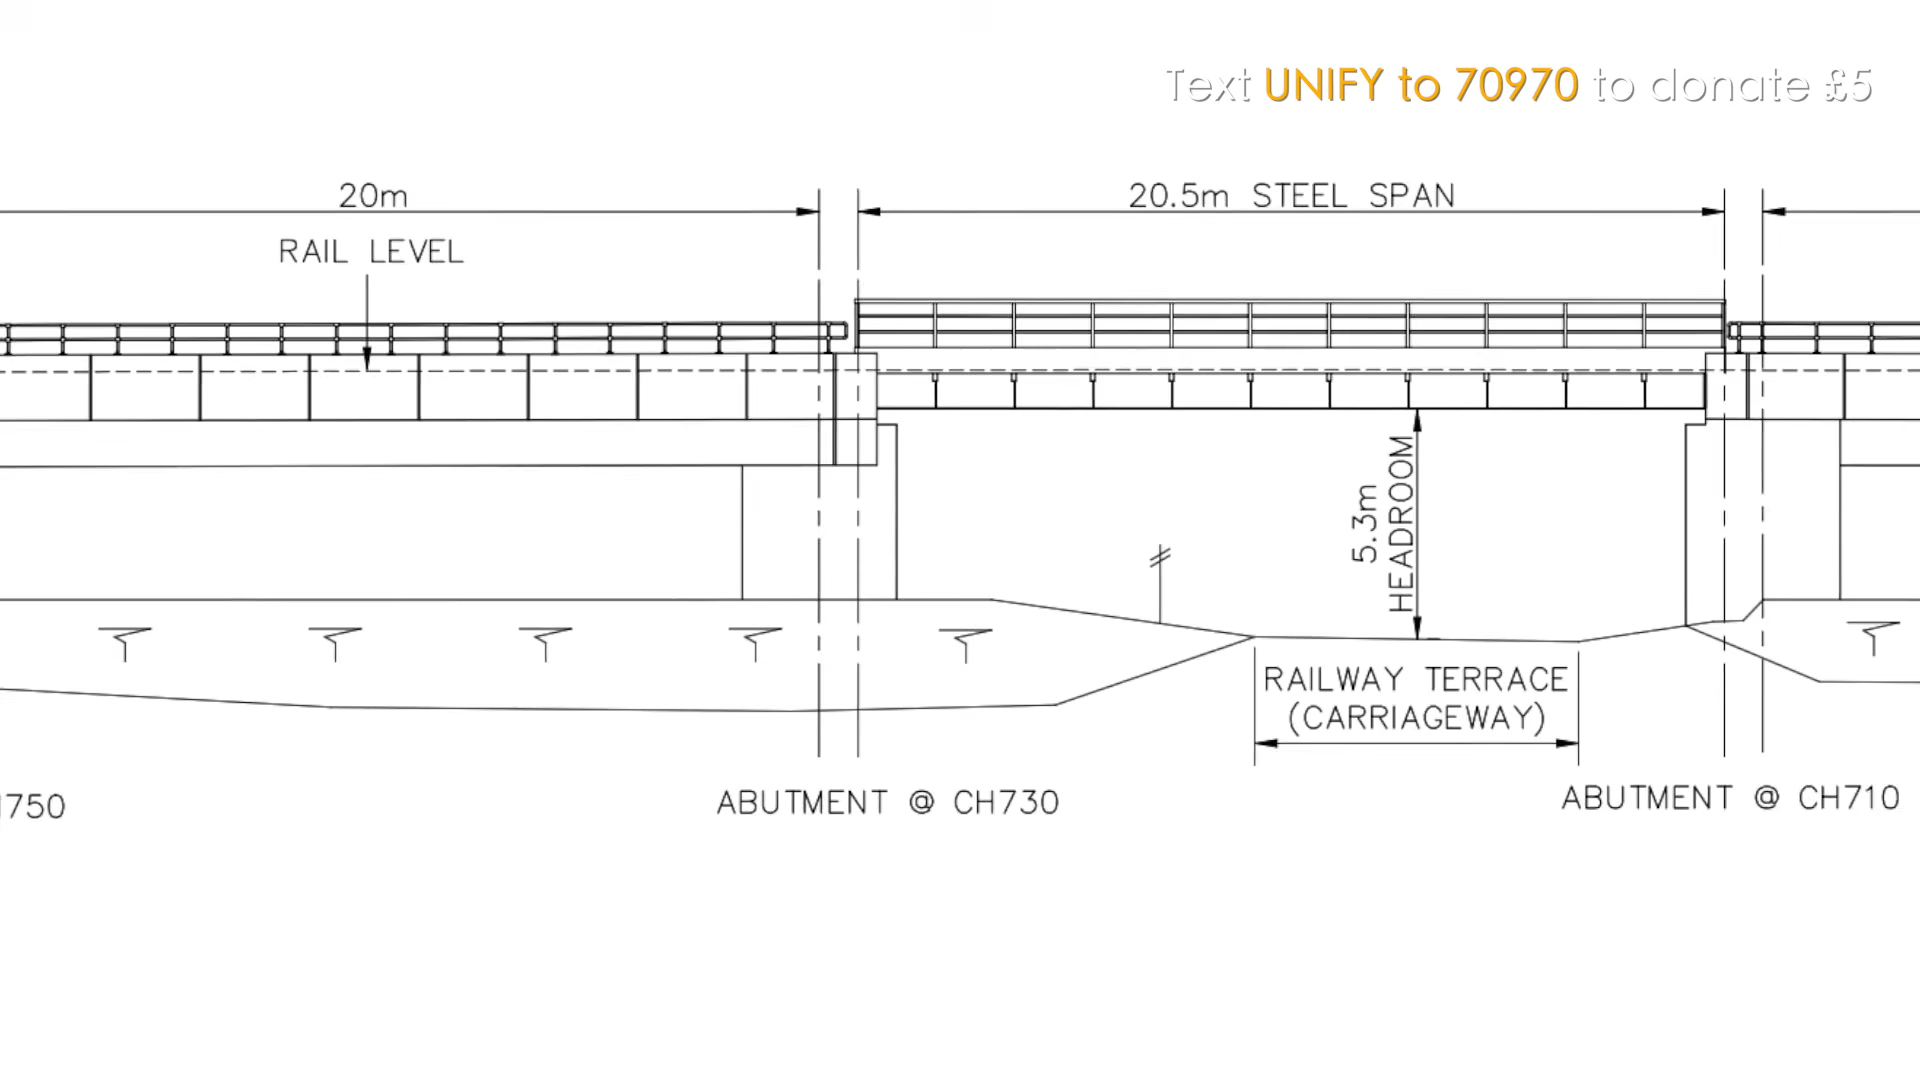 Text UNIFY to 70970 to donate £5
20m
20.5m STEEL SPAN
RAIL LEVEL
5.3m
HEADROOM
RAILWAY TERRACE
(CARRIAGEWAY)
750
ABUTMENT @ CH730
ABUTMENT @ CH710